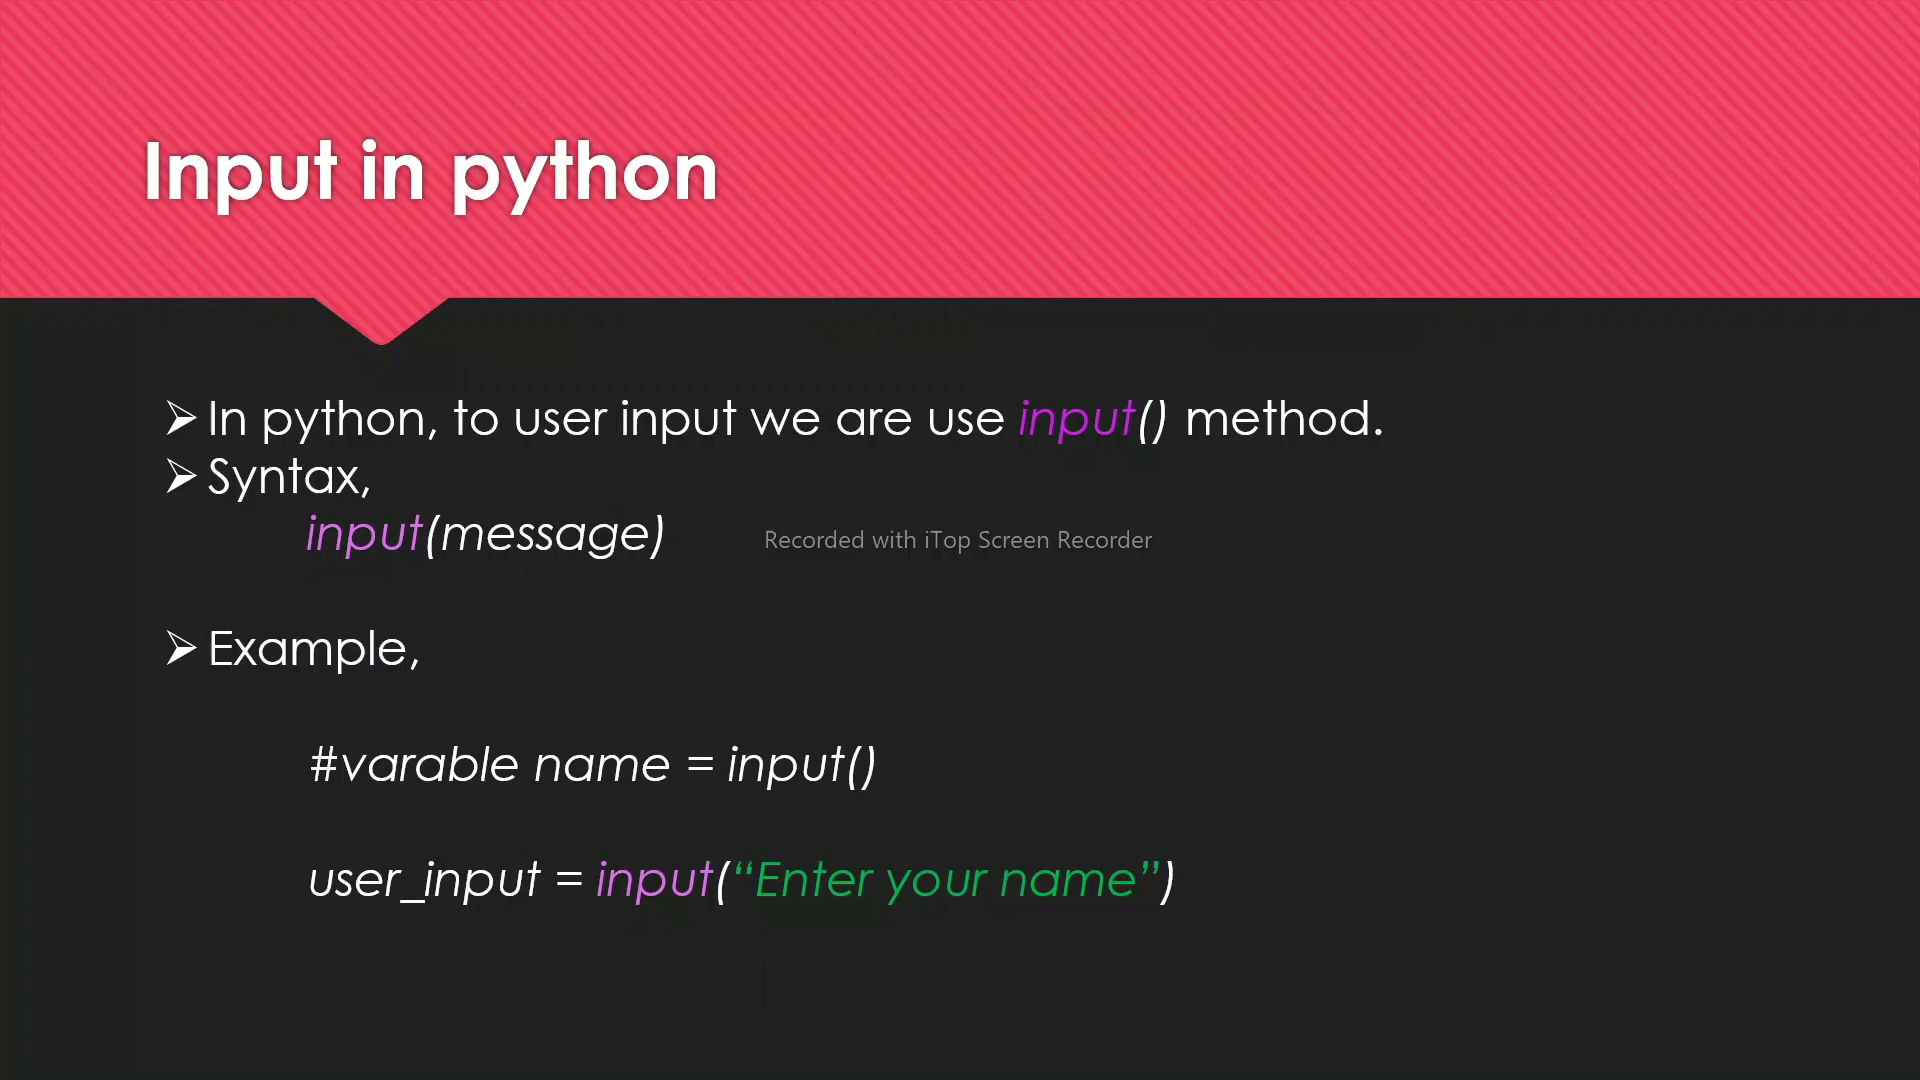 Input in python
➢In python, to user input we are use input() method.
➢Syntax,
input(message)
Recorded with iTop Screen Recorder
➢Example,
#varable name = input()
user_input = input(“Enter your name”)